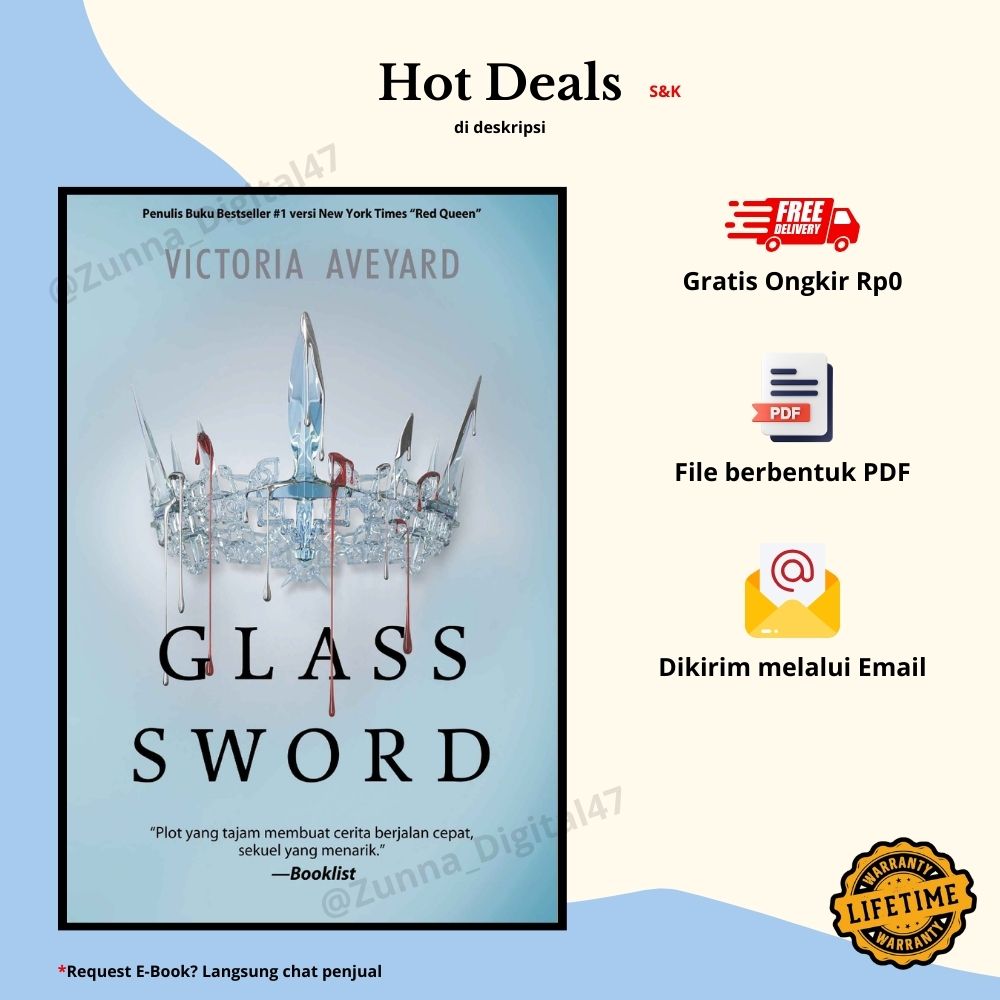 Hot Deals
S&K
di deskripsi
@Zunna_Digital47
Penulis Buku Bestseller #1 versi New York Times “Red Queen”
VICTORIA AVEYARD
GLASS
SWORD
“Plot yang tajam membuat cerita berjalan cepat,
sekuel yang menarik.”
—Booklist
@Zunna_Digital47
FREE
DELIVERY
Gratis Ongkir Rp0
PDF
File berbentuk PDF
@
Dikirim melalui Email
WARRANTY
LIFETIME
WARRANTY
*Request E-Book? Langsung chat penjual